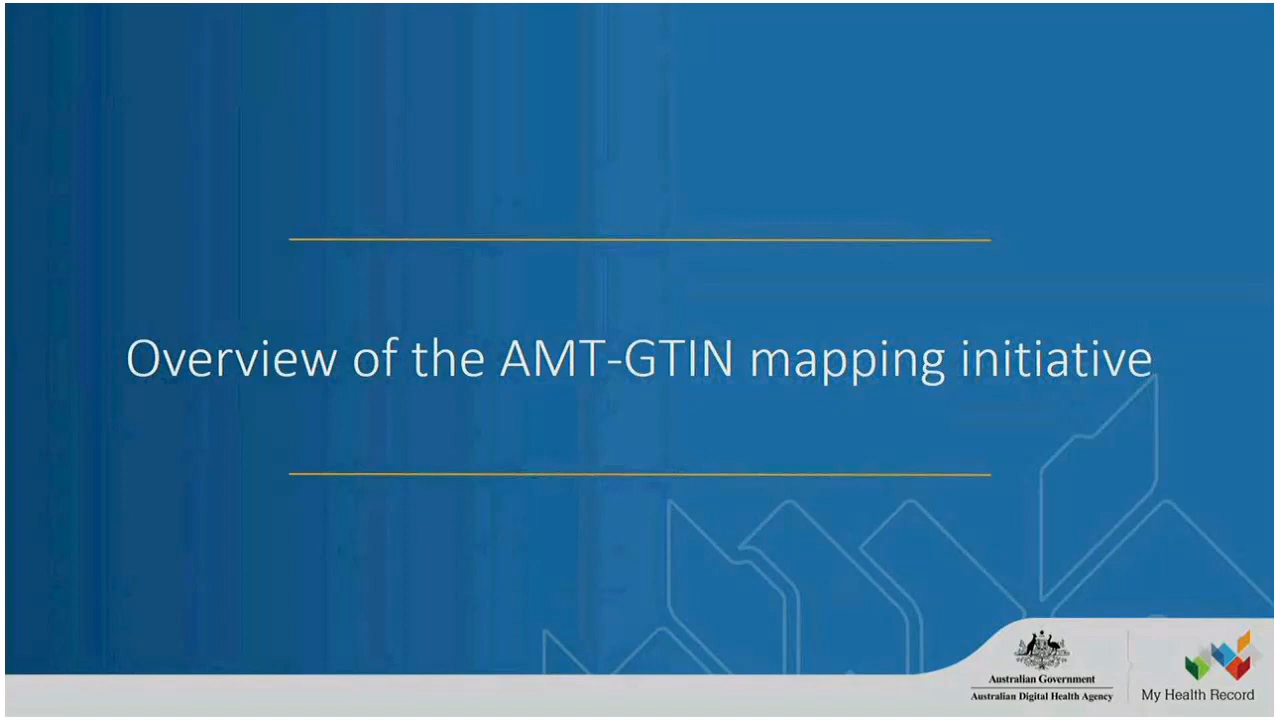 Overview of the AMT-GTIN mapping initiative
Australian Government
Australian Digital Health Agency
My Health Record